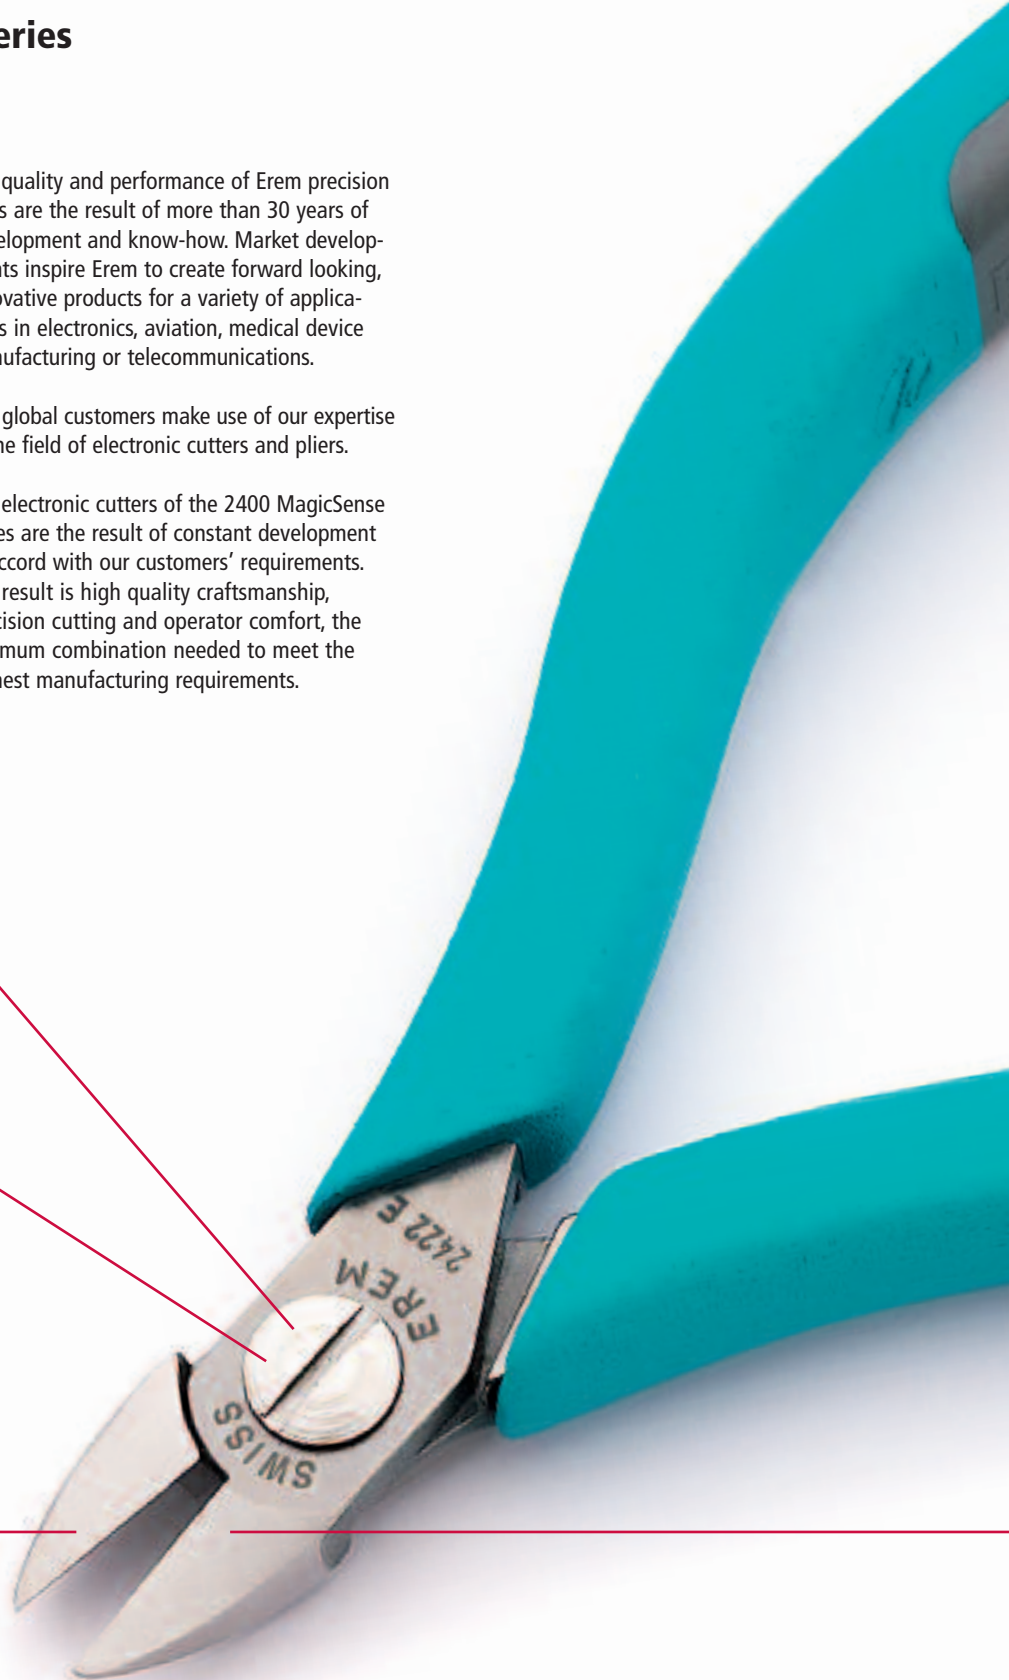 eries
quality and performance of Erem precision
s are the result of more than 30 years of
elopment and know-how. Market develop-
ts inspire Erem to create forward looking,
ovative products for a variety of applica-
s in electronics, aviation, medical device
ufacturing or telecommunications.
global customers make use of our expertise
ne field of electronic cutters and pliers.
electronic cutters of the 2400 MagicSense
es are the result of constant development
ccord with our customers’ requirements.
result is high quality craftsmanship,
cision cutting and operator comfort, the
mum combination needed to meet the
nest manufacturing requirements.
2422 E
EREM
SWISS